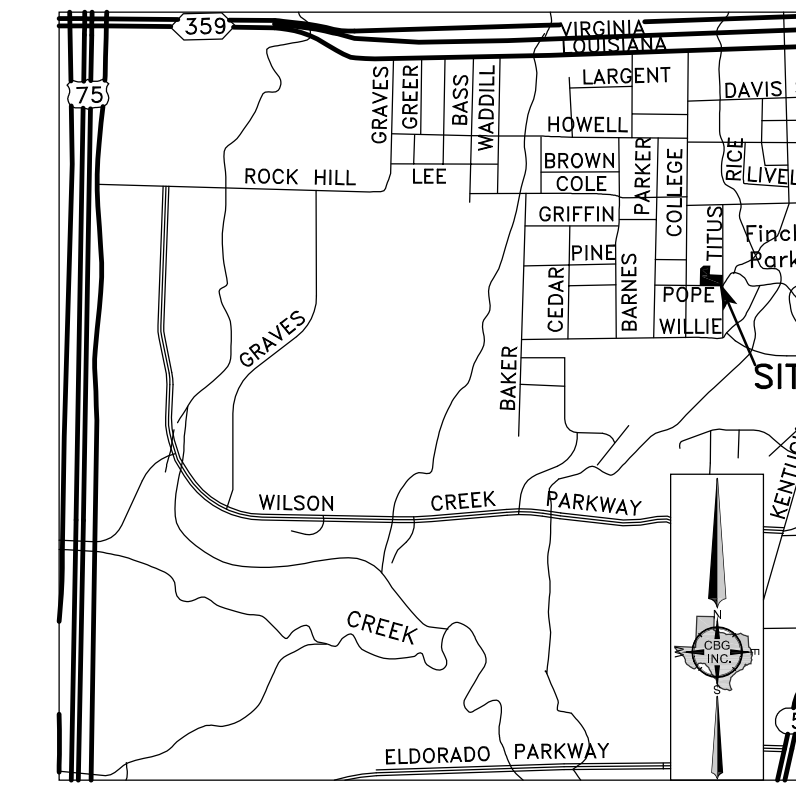 359
VIRGINIA
LOUISIANA
75
GRAVES
GREER
BASS
WADDILL
LARGENT
DAVIS
HOWELL
ROCK HILL
LEE
BROWN
COLE
PARKER
COLLEGE
RICE
GRIFFIN
TITUS
PINE
CEDAR
BARNES
POPE
WILLIE
GRAVES
BAKER
WILSON CREEK PARKWAY
CREEK
N
W CBG E
INC.
S
ELDORADO PARKWAY